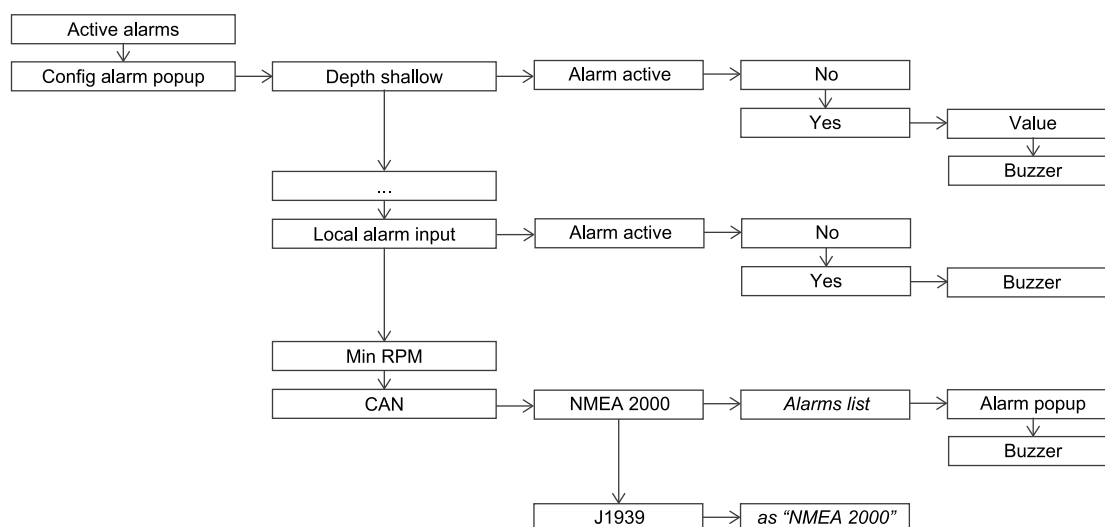 Active alarms
Config alarm popup
Depth shallow
Alarm active
No
Yes
Value
Buzzer
...
Local alarm input
Alarm active
No
Yes
Buzzer
Min RPM
CAN
NMEA 2000
Alarms list
Alarm popup
Buzzer
J1939
as “NMEA 2000”